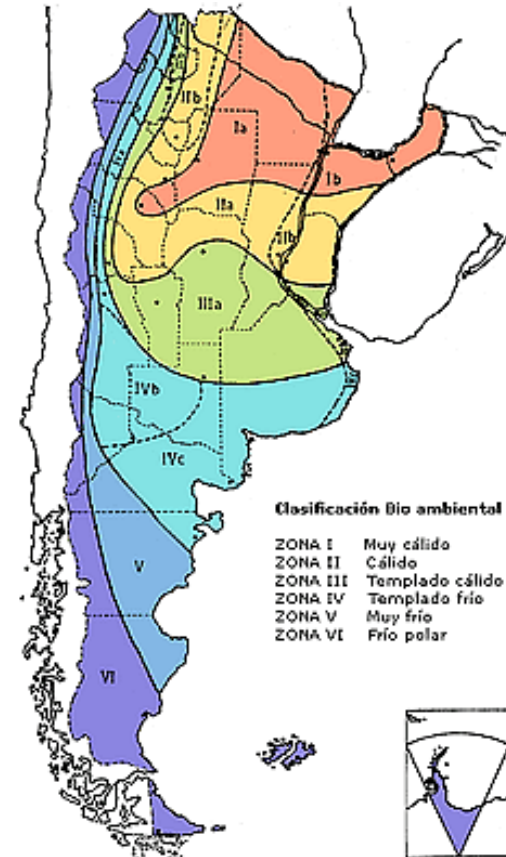 IIb
Ia
IVa
Ib
IIa
IIb
IIIa
IVb
IVc
Clasificación Bio ambiental
ZONA I Muy cálido
ZONA II Cálido
ZONA III Templado cálido
ZONA IV Templado frío
ZONA V Muy frío
ZONA VI Frío polar
V
VI